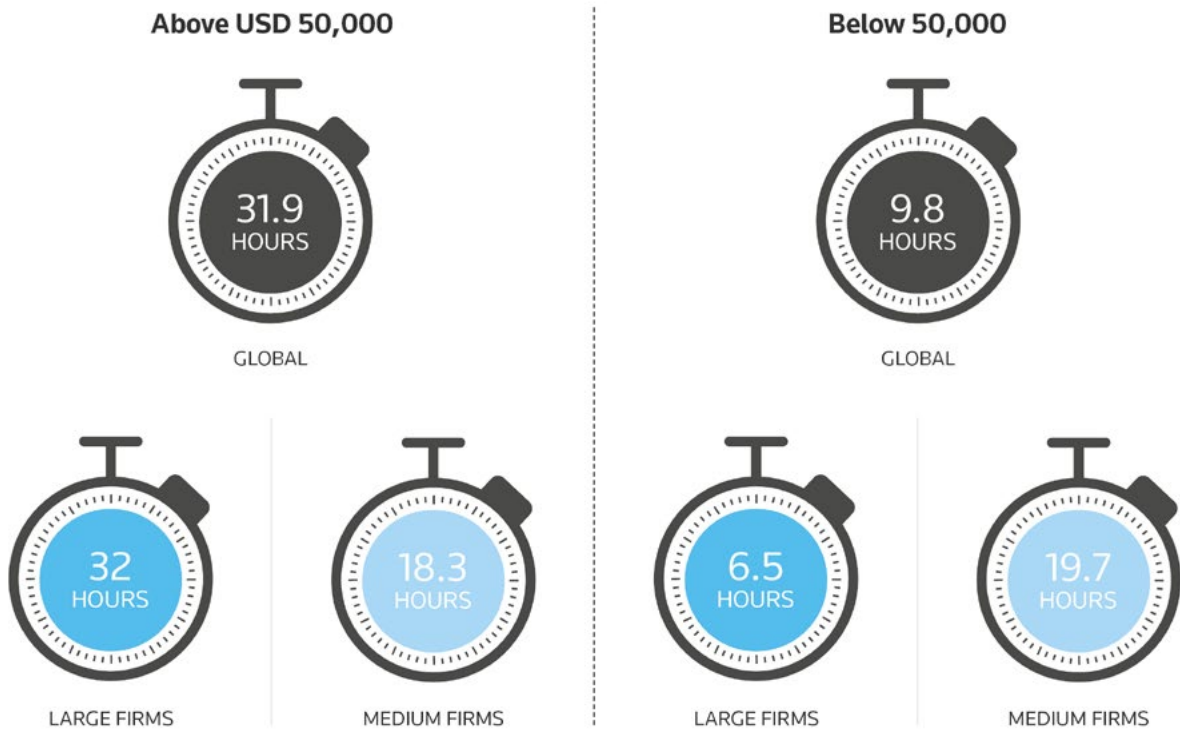 Above USD 50,000
31.9
HOURS
GLOBAL
32
HOURS
LARGE FIRMS
18.3
HOURS
MEDIUM FIRMS
Below 50,000
9.8
HOURS
GLOBAL
6.5
HOURS
LARGE FIRMS
19.7
HOURS
MEDIUM FIRMS